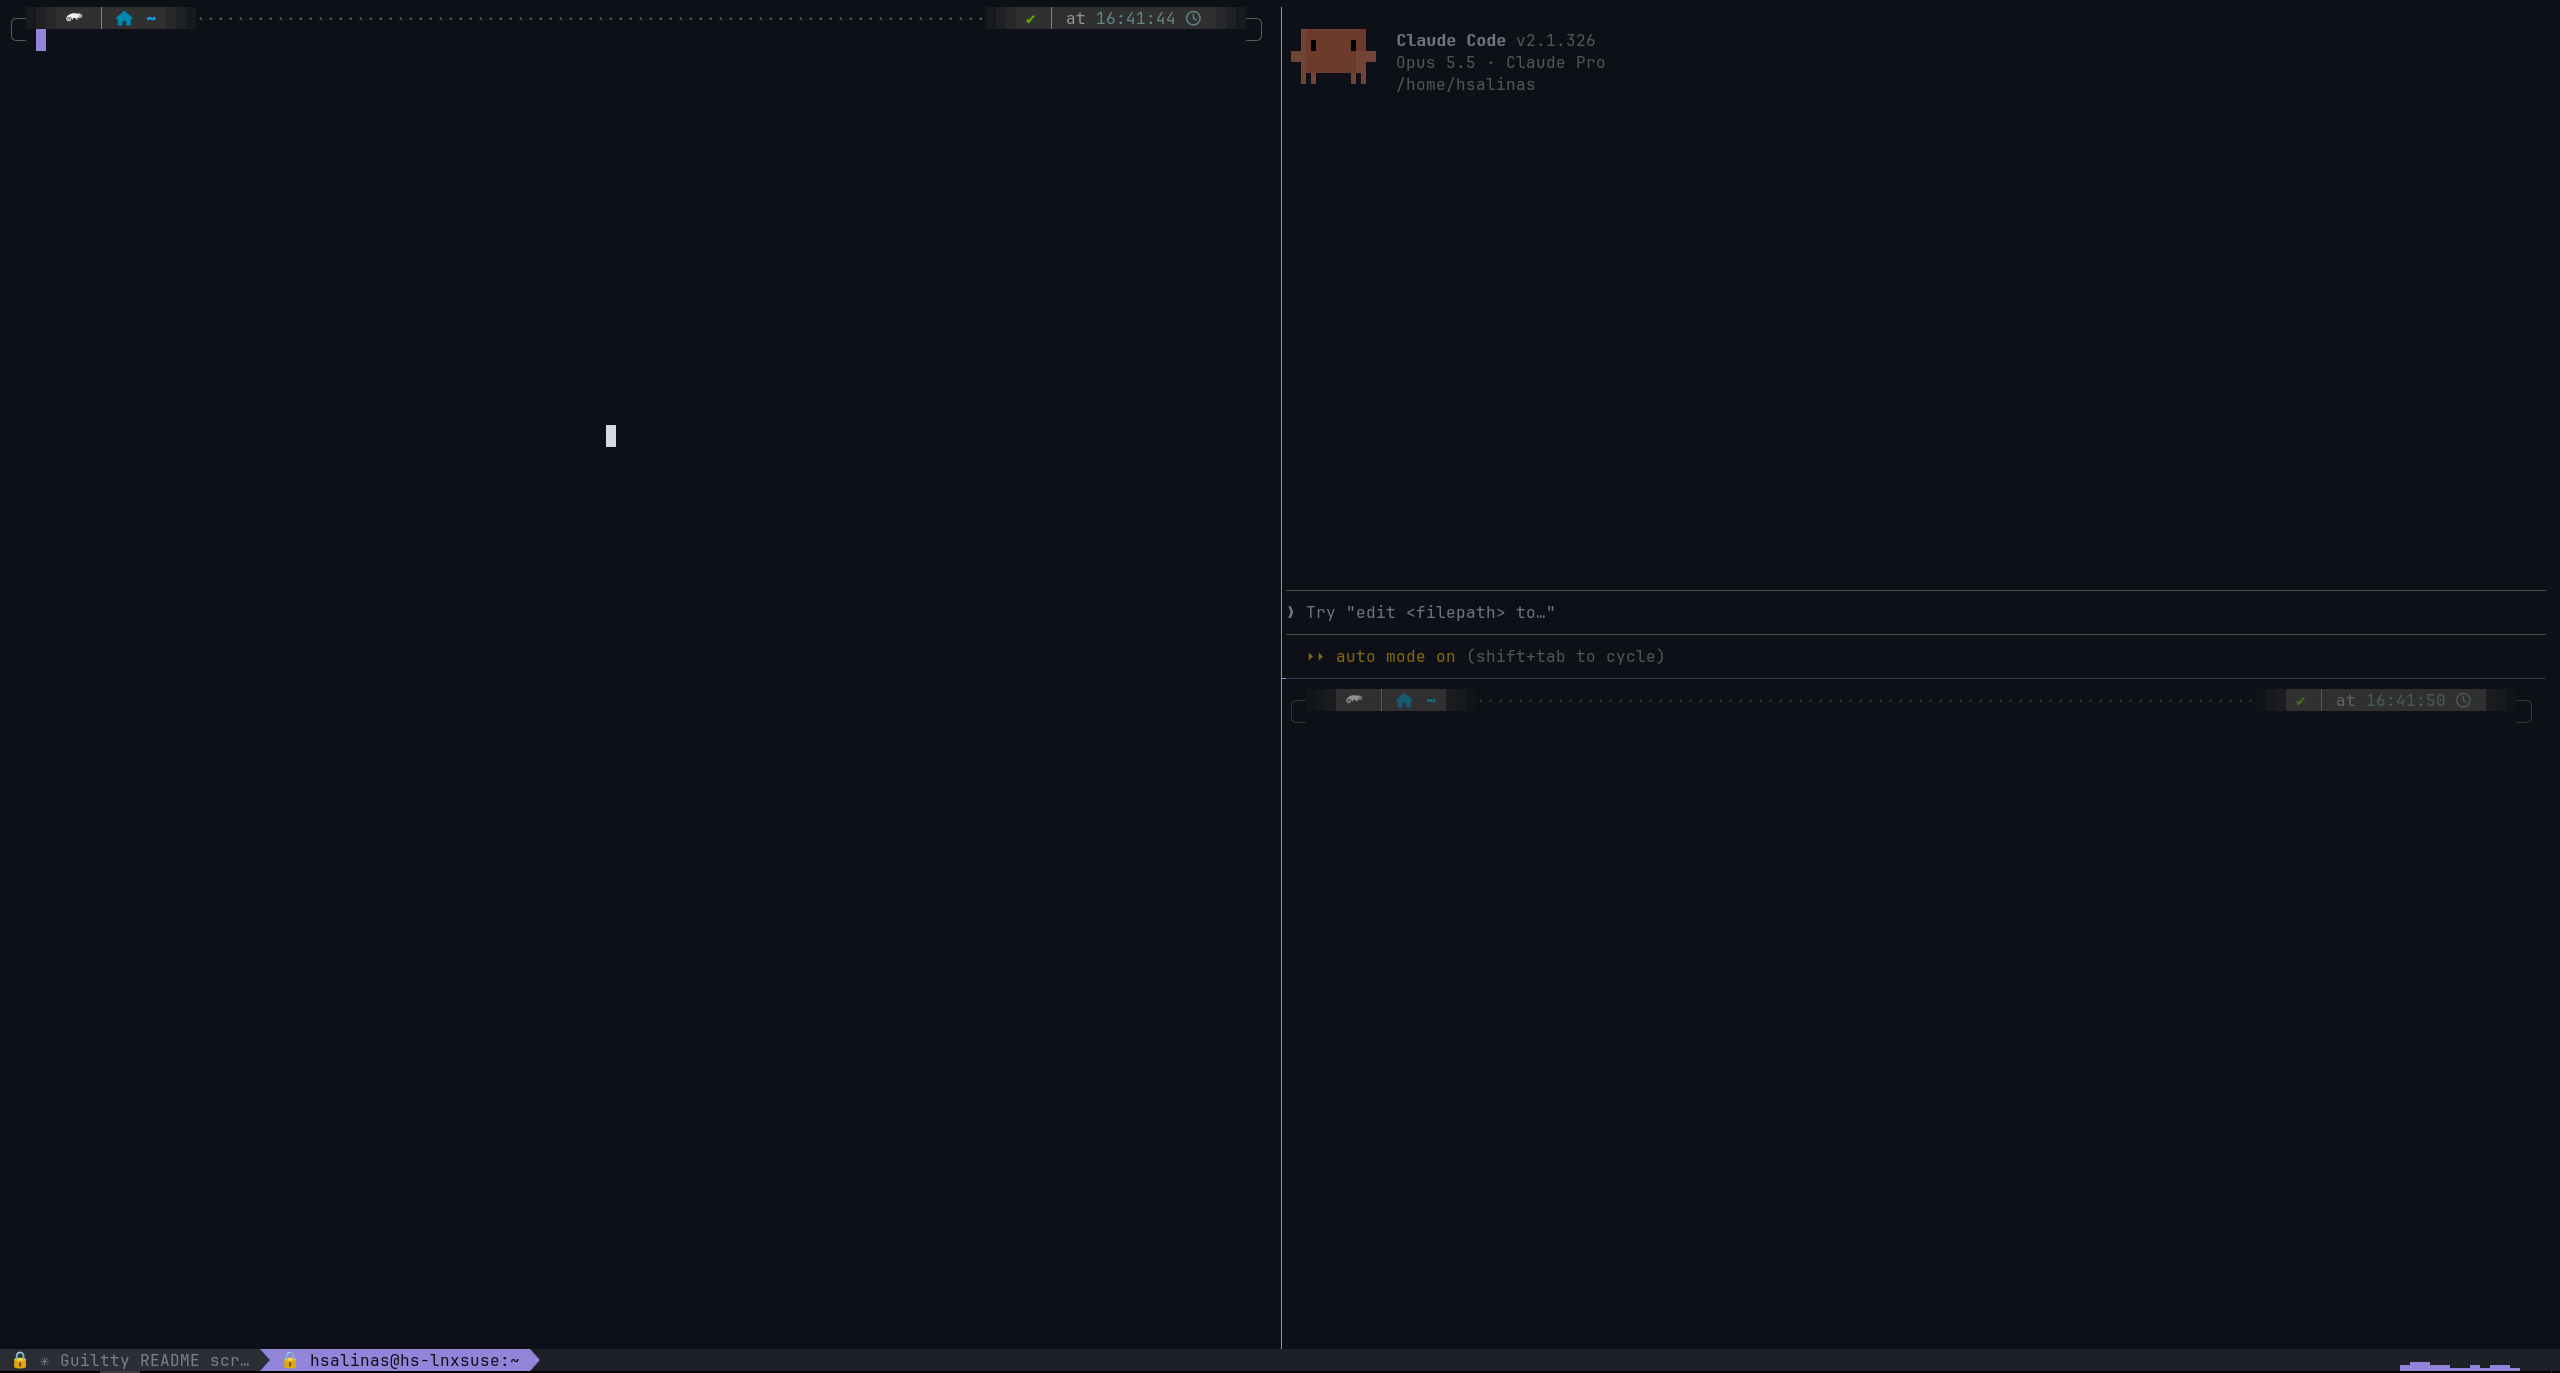 ~ ✔ at 16:41:44
Claude Code v2.1.326
Opus 5.5 · Claude Pro
/home/hsalinas
❯ Try "edit <filepath> to…"
⏵⏵ auto mode on (shift+tab to cycle)
~ ✔ at 16:41:50
🔒 ✳ Guiltty README scr… 🔒 hsalinas@hs-lnxsuse:~